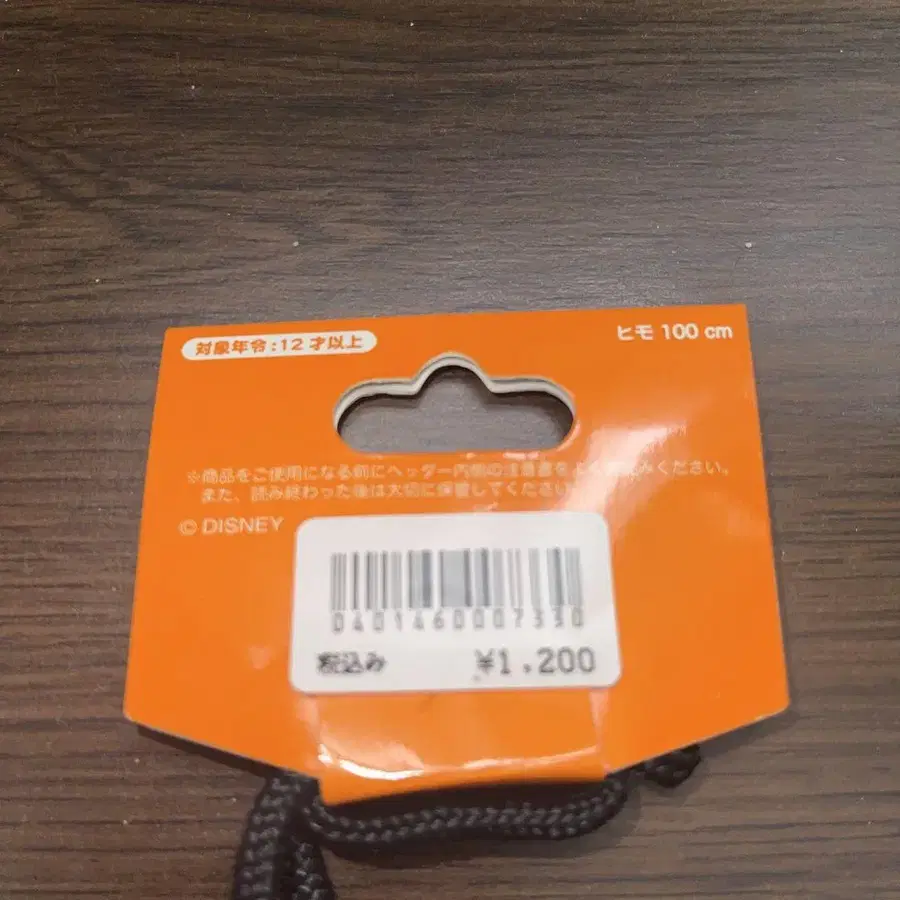 対象年令:12才以上
ヒモ 100 cm
※商品をご使用になる前にヘッダー内側の注意書をよくお読みください。
また、読み終わった後は大切に保管してください
© DISNEY
0401460007330
税込み ¥1,200